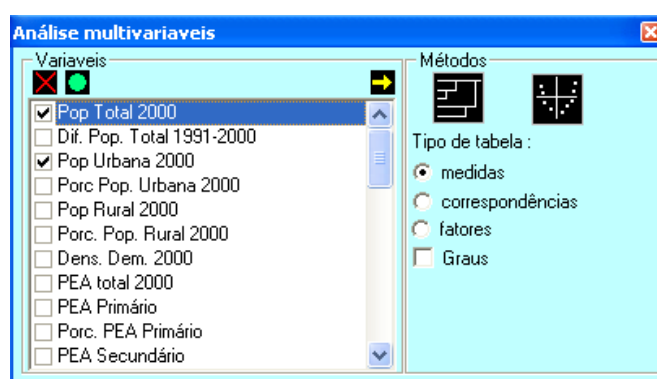 Análise multivariaveis
Variaveis
Pop Total 2000
Dif. Pop. Total 1991-2000
Pop Urbana 2000
Porc Pop. Urbana 2000
Pop Rural 2000
Porc. Pop. Rural 2000
Dens. Dem. 2000
PEA total 2000
PEA Primário
Porc. PEA Primário
PEA Secundário
Métodos
Tipo de tabela :
medidas
correspondências
fatores
Graus